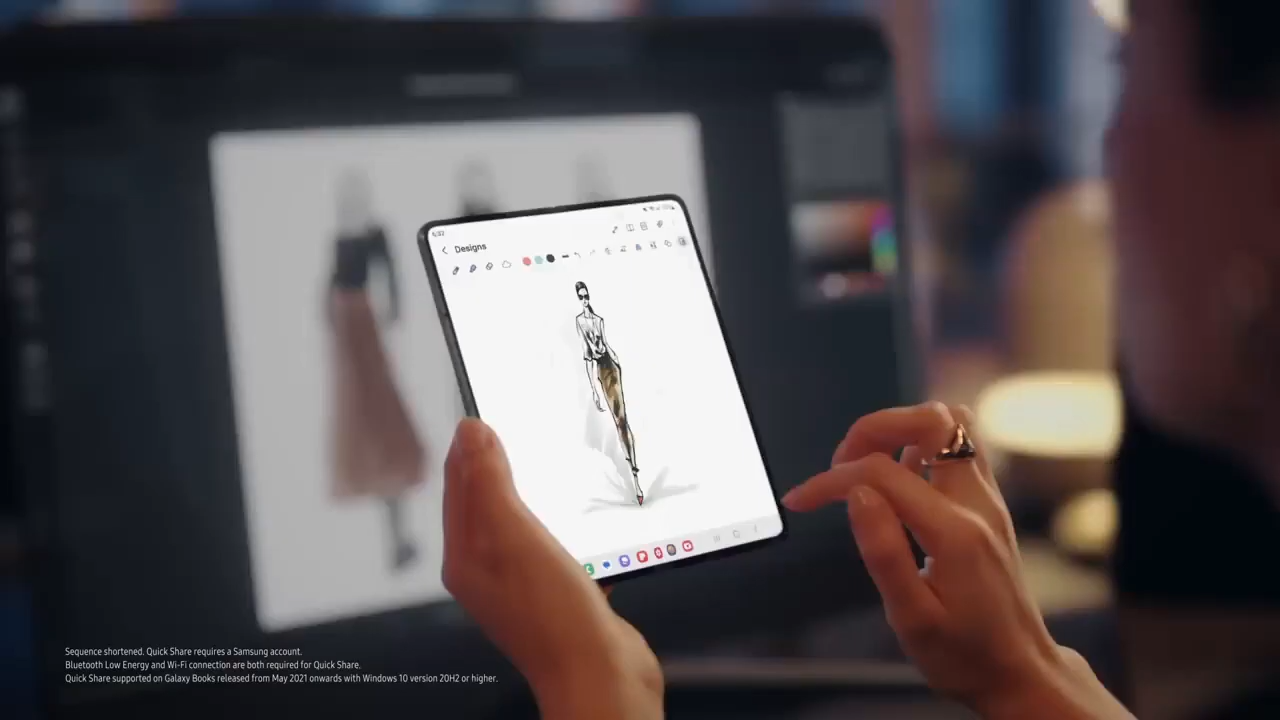 6:32
Designs
Sequence shortened. Quick Share requires a Samsung account.
Bluetooth Low Energy and Wi-Fi connection are both required for Quick Share.
Quick Share supported on Galaxy Books released from May 2021 onwards with Windows 10 version 20H2 or higher.